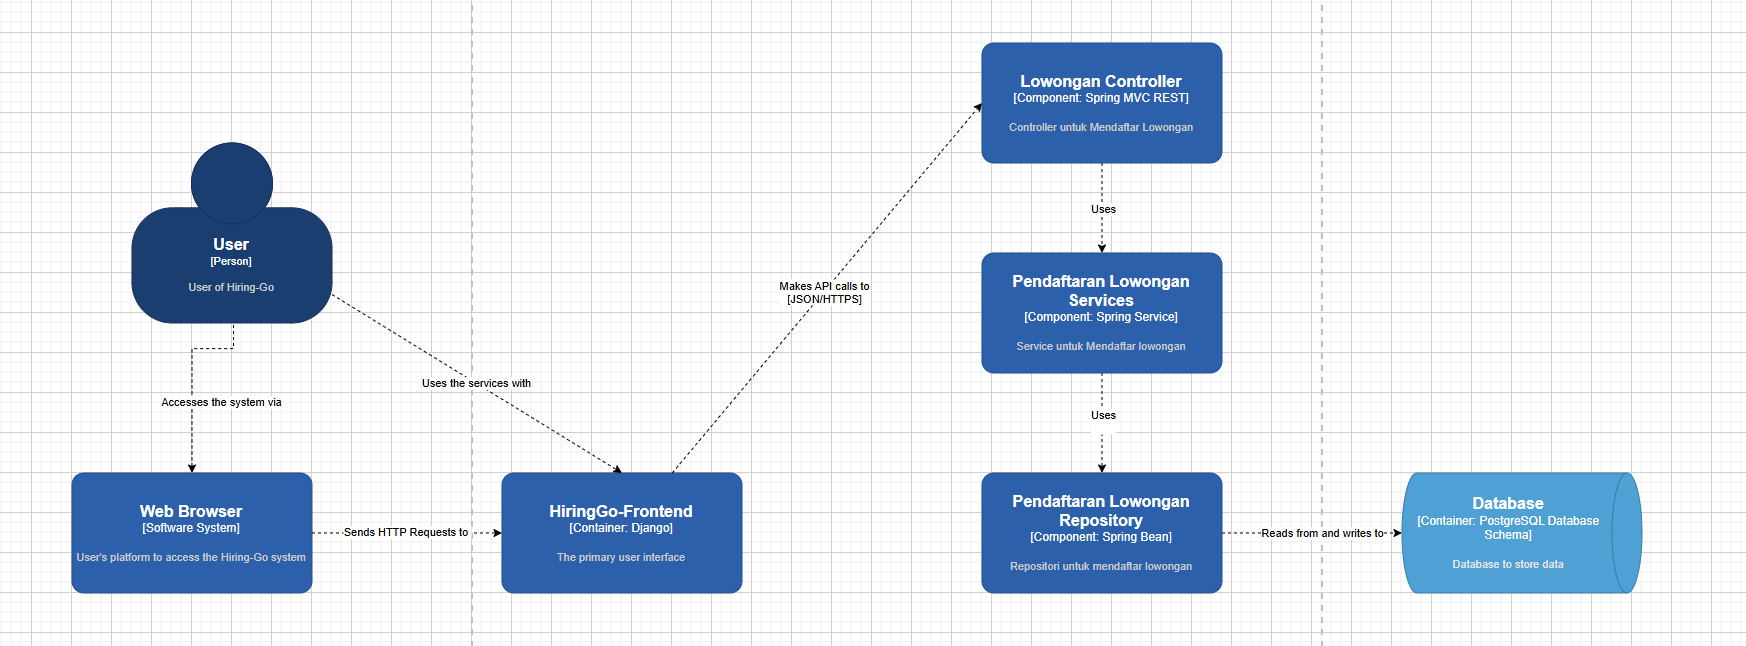 User
[Person]
User of Hiring-Go
Accesses the system via
Uses the services with
Web Browser
[Software System]
User's platform to access the Hiring-Go system
Sends HTTP Requests to
HiringGo-Frontend
[Container: Django]
The primary user interface
Makes API calls to
[JSON/HTTPS]
Lowongan Controller
[Component: Spring MVC REST]
Controller untuk Mendaftar Lowongan
Uses
Pendaftaran Lowongan
Services
[Component: Spring Service]
Service untuk Mendaftar lowongan
Uses
Pendaftaran Lowongan
Repository
[Component: Spring Bean]
Repositori untuk mendaftar lowongan
Reads from and writes to
Database
[Container: PostgreSQL Database
Schema]
Database to store data